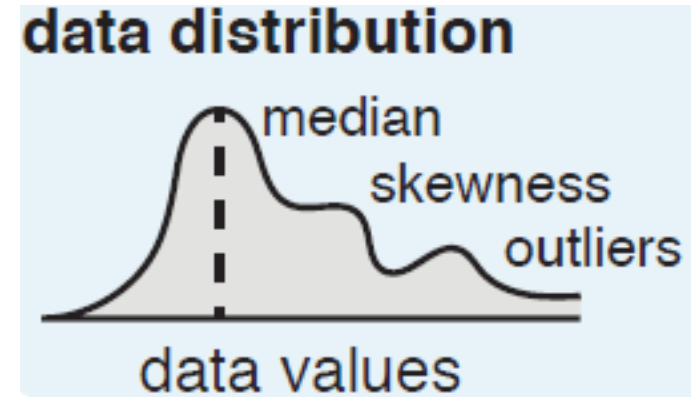 data distribution
median
skewness
outliers
data values